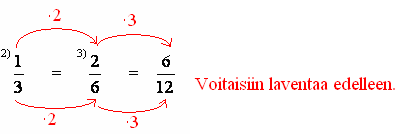 ·2 ·3
2) 1/3 = 3) 2/6 = 6/12
·2 ·3
Voitaisiin laventaa edelleen.